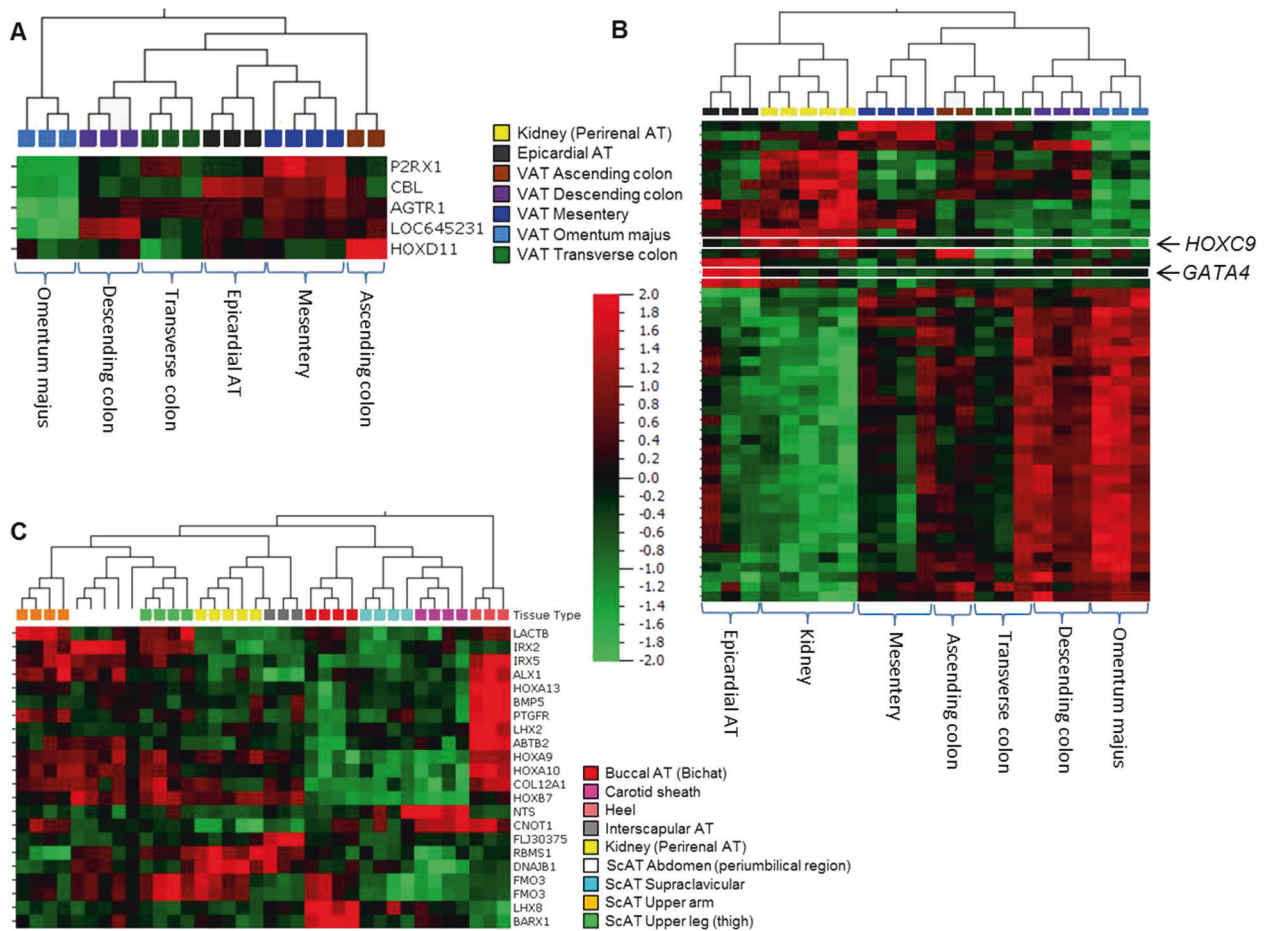 A
P2RX1
CBL
AGTR1
LOC645231
HOXD11
Omentum majus
Descending colon
Transverse colon
Epicardial AT
Mesentery
Ascending colon
Kidney (Perirenal AT)
Epicardial AT
VAT Ascending colon
VAT Descending colon
VAT Mesentery
VAT Omentum majus
VAT Transverse colon
2.0
1.8
1.6
1.4
1.2
1.0
0.8
0.6
0.4
0.2
0.0
-0.2
-0.4
-0.6
-0.8
-1.0
-1.2
-1.4
-1.6
-1.8
-2.0
B
HOXC9
GATA4
Epicardial AT
Kidney
Mesentery
Ascending colon
Transverse colon
Descending colon
Omentum majus
C
Tissue Type
LACTB
IRX2
IRX5
ALX1
HOXA13
BMP5
PTGFR
LHX2
ABTB2
HOXA9
HOXA10
COL12A1
HOXB7
NTS
CNOT1
FLJ30375
RBMS1
DNAJB1
FMO3
FMO3
LHX8
BARX1
Buccal AT (Bichat)
Carotid sheath
Heel
Interscapular AT
Kidney (Perirenal AT)
ScAT Abdomen (periumbilical region)
ScAT Supraclavicular
ScAT Upper arm
ScAT Upper leg (thigh)